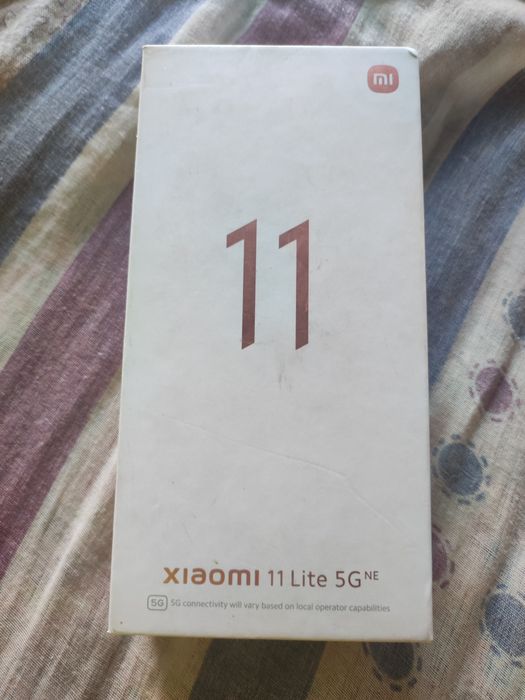 mi
11
xiaomi 11 Lite 5G NE
5G 5G connectivity will vary based on local operator capabilities